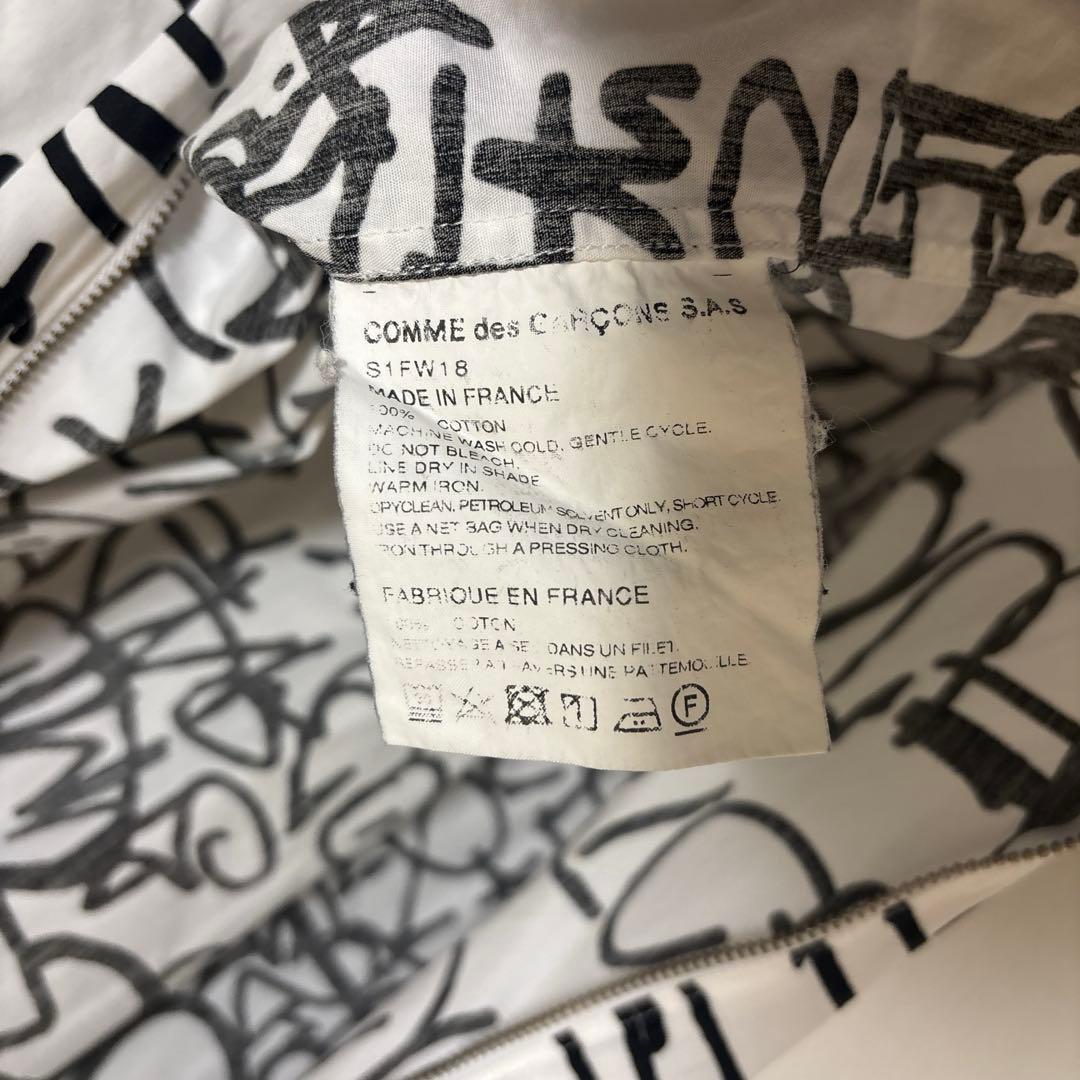 COMME des GARÇONS S.A.S
S1FW18
MADE IN FRANCE
100% COTTON
MACHINE WASH COLD, GENTLE CYCLE.
DO NOT BLEACH.
LINE DRY IN SHADE
WARM IRON.
DRYCLEAN, PETROLEUM SOLVENT ONLY, SHORT CYCLE.
USE A NET BAG WHEN DRY CLEANING.
IRON THROUGH A PRESSING CLOTH.
FABRIQUE EN FRANCE
100% COTON
NETTOYAGE A SEC DANS UN FILET.
REPASSER A TRAVERS UNE PATTEMOUILLE
F